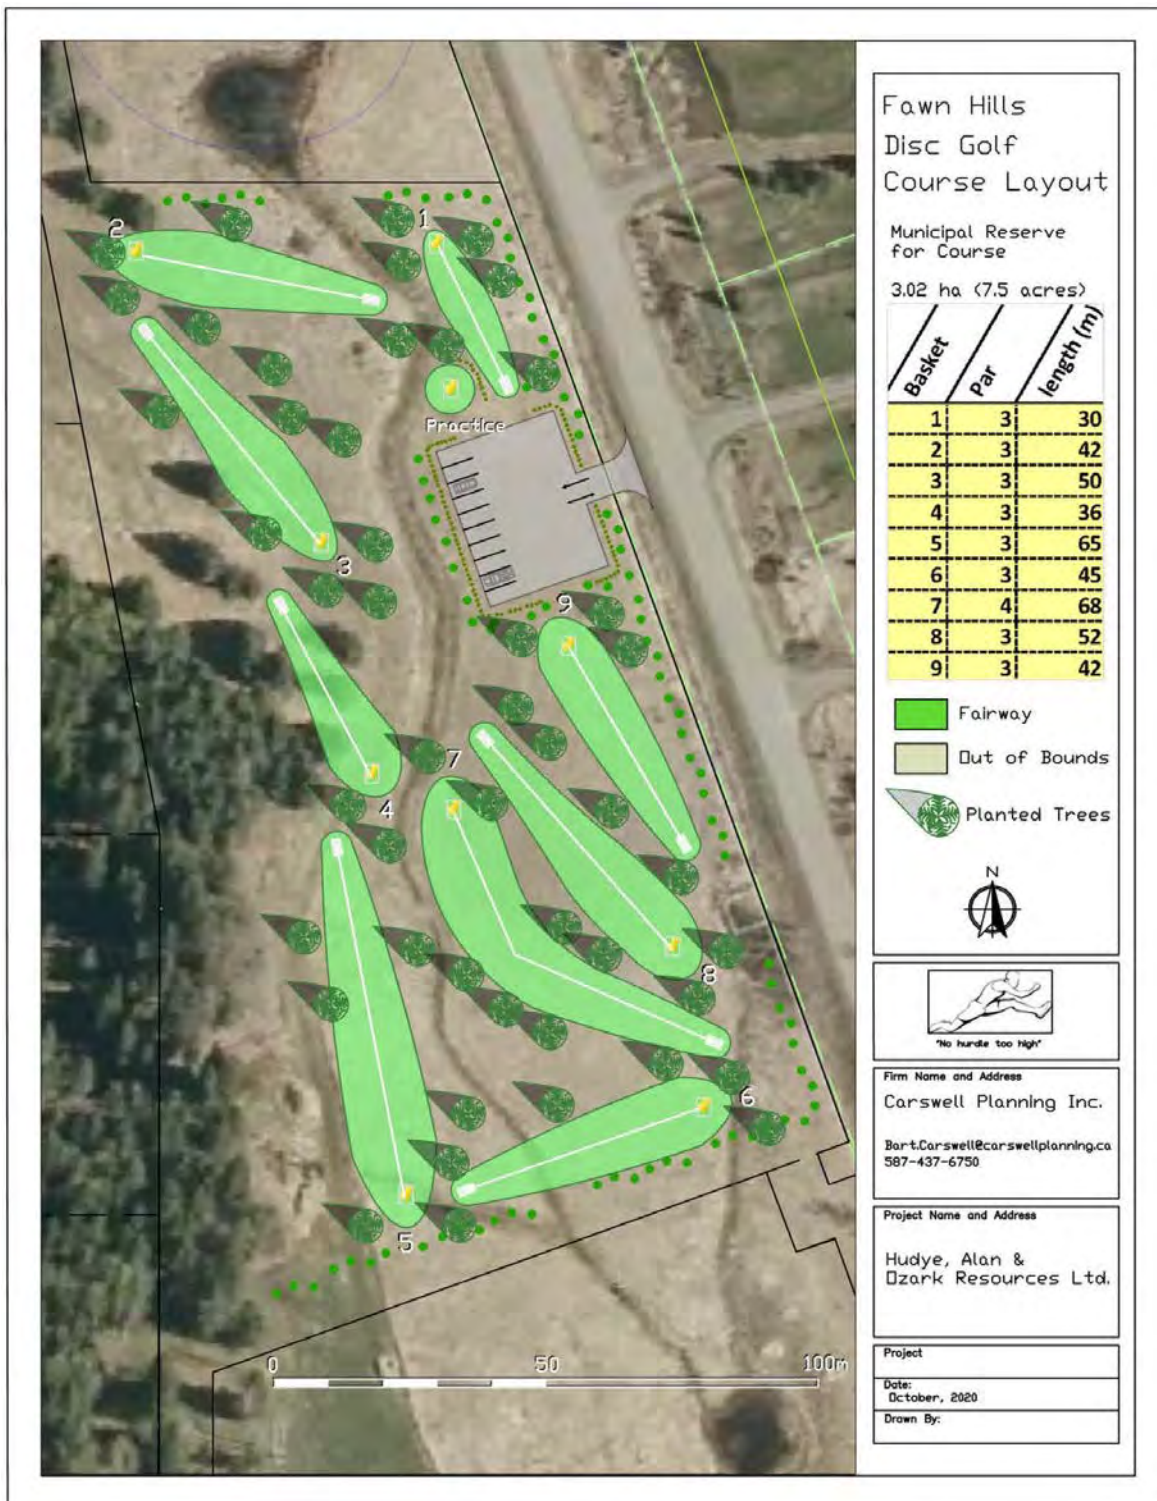 Fawn Hills
Disc Golf
Course Layout
Municipal Reserve
for Course
3.02 ha (7.5 acres)
Basket Par length (m)
1 3 30
2 3 42
3 3 50
4 3 36
5 3 65
6 3 45
7 4 68
8 3 52
9 3 42
Fairway
Out of Bounds
Planted Trees
N
"No hurdle too high"
Firm Name and Address
Carswell Planning Inc.
Bart.Carswell@carswellplanning.ca
587-437-6750
Project Name and Address
Hudye, Alan &
Ozark Resources Ltd.
Project
Date:
October, 2020
Drawn By:
2
1
Practice
3
9
7
4
8
6
5
0 50 100m